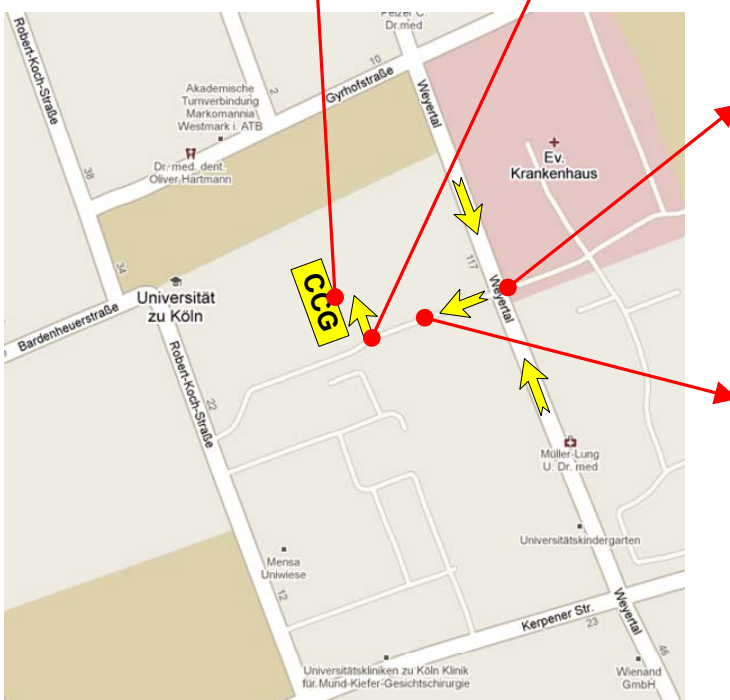 Pelzer C.
Dr.med
Robert-Koch-Straße
10
Gyrhofstraße
2
Weyertal
Akademische
Turnverbindung
Markomannia
Westmark i. ATB
Dr. med. dent.
Oliver Hartmann
38
Ev.
Krankenhaus
34
117
Weyertal
CCG
Universität
zu Köln
Bardenheuerstraße
Robert-Koch-Straße
22
Müller-Lung
U. Dr. med
Universitätskindergarten
Mensa
Uniwiese
12
Weyertal
Kerpener Str.
23
46
Universitätskliniken zu Köln Klinik
für Mund-Kiefer-Gesichtschirurgie
Wienand
GmbH